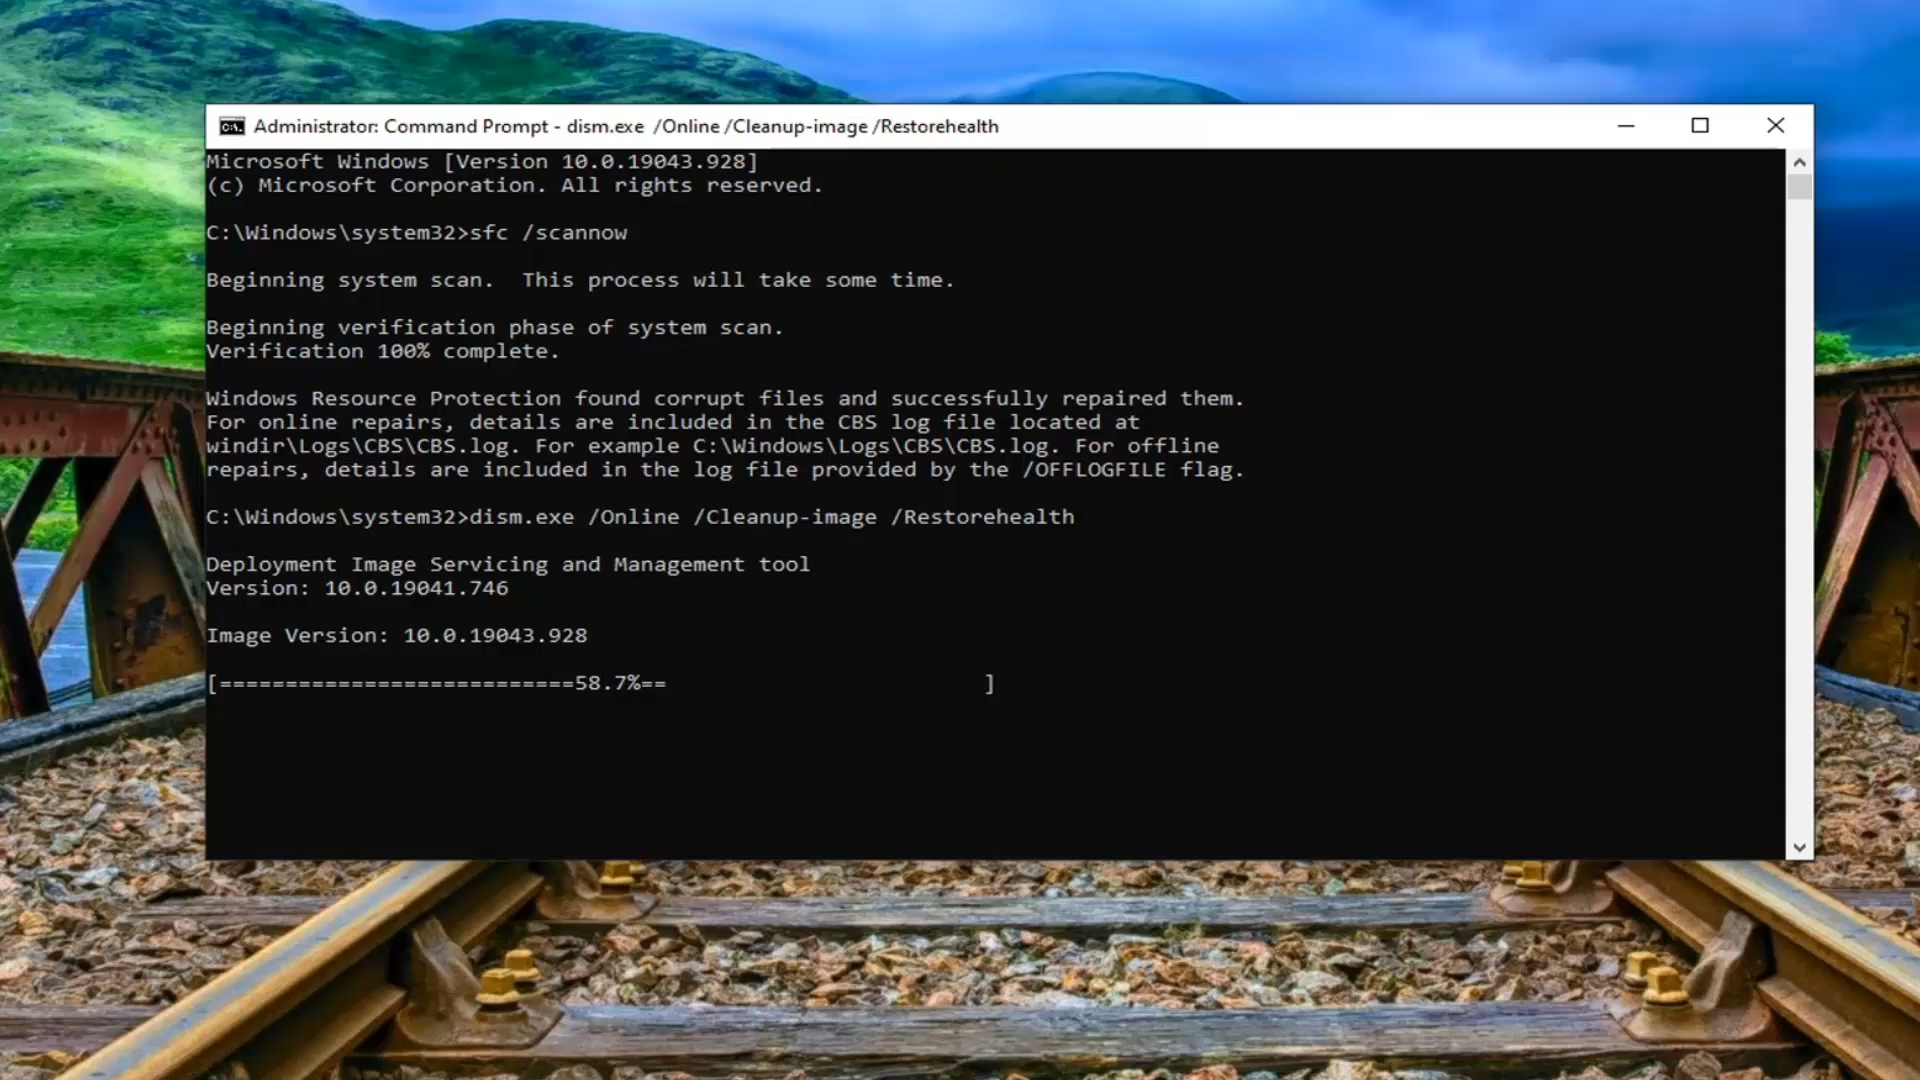 Administrator: Command Prompt - dism.exe /Online /Cleanup-image /Restorehealth
Microsoft Windows [Version 10.0.19043.928]
(c) Microsoft Corporation. All rights reserved.
C:\Windows\system32>sfc /scannow
Beginning system scan.  This process will take some time.
Beginning verification phase of system scan.
Verification 100% complete.
Windows Resource Protection found corrupt files and successfully repaired them.
For online repairs, details are included in the CBS log file located at
windir\Logs\CBS\CBS.log. For example C:\Windows\Logs\CBS\CBS.log. For offline
repairs, details are included in the log file provided by the /OFFLOGFILE flag.
C:\Windows\system32>dism.exe /Online /Cleanup-image /Restorehealth
Deployment Image Servicing and Management tool
Version: 10.0.19041.746
Image Version: 10.0.19043.928
[===========================58.7%==                        ]